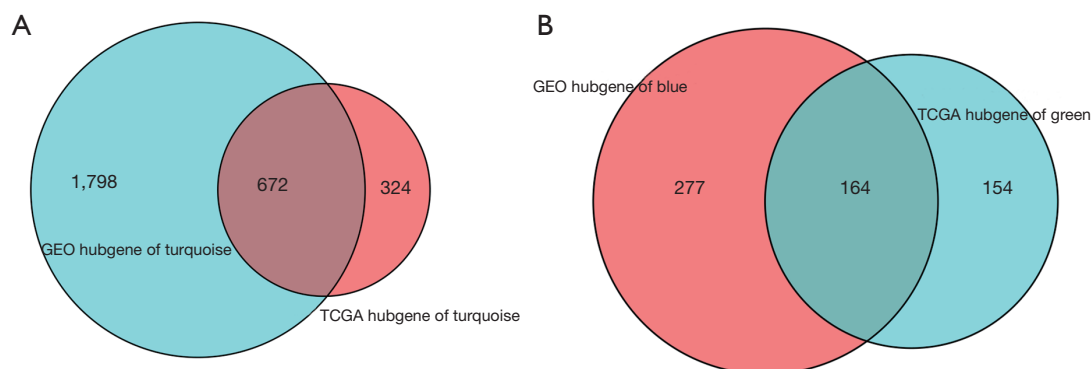 A
1,798
672
324
GEO hubgene of turquoise
TCGA hubgene of turquoise
B
GEO hubgene of blue
TCGA hubgene of green
277
164
154